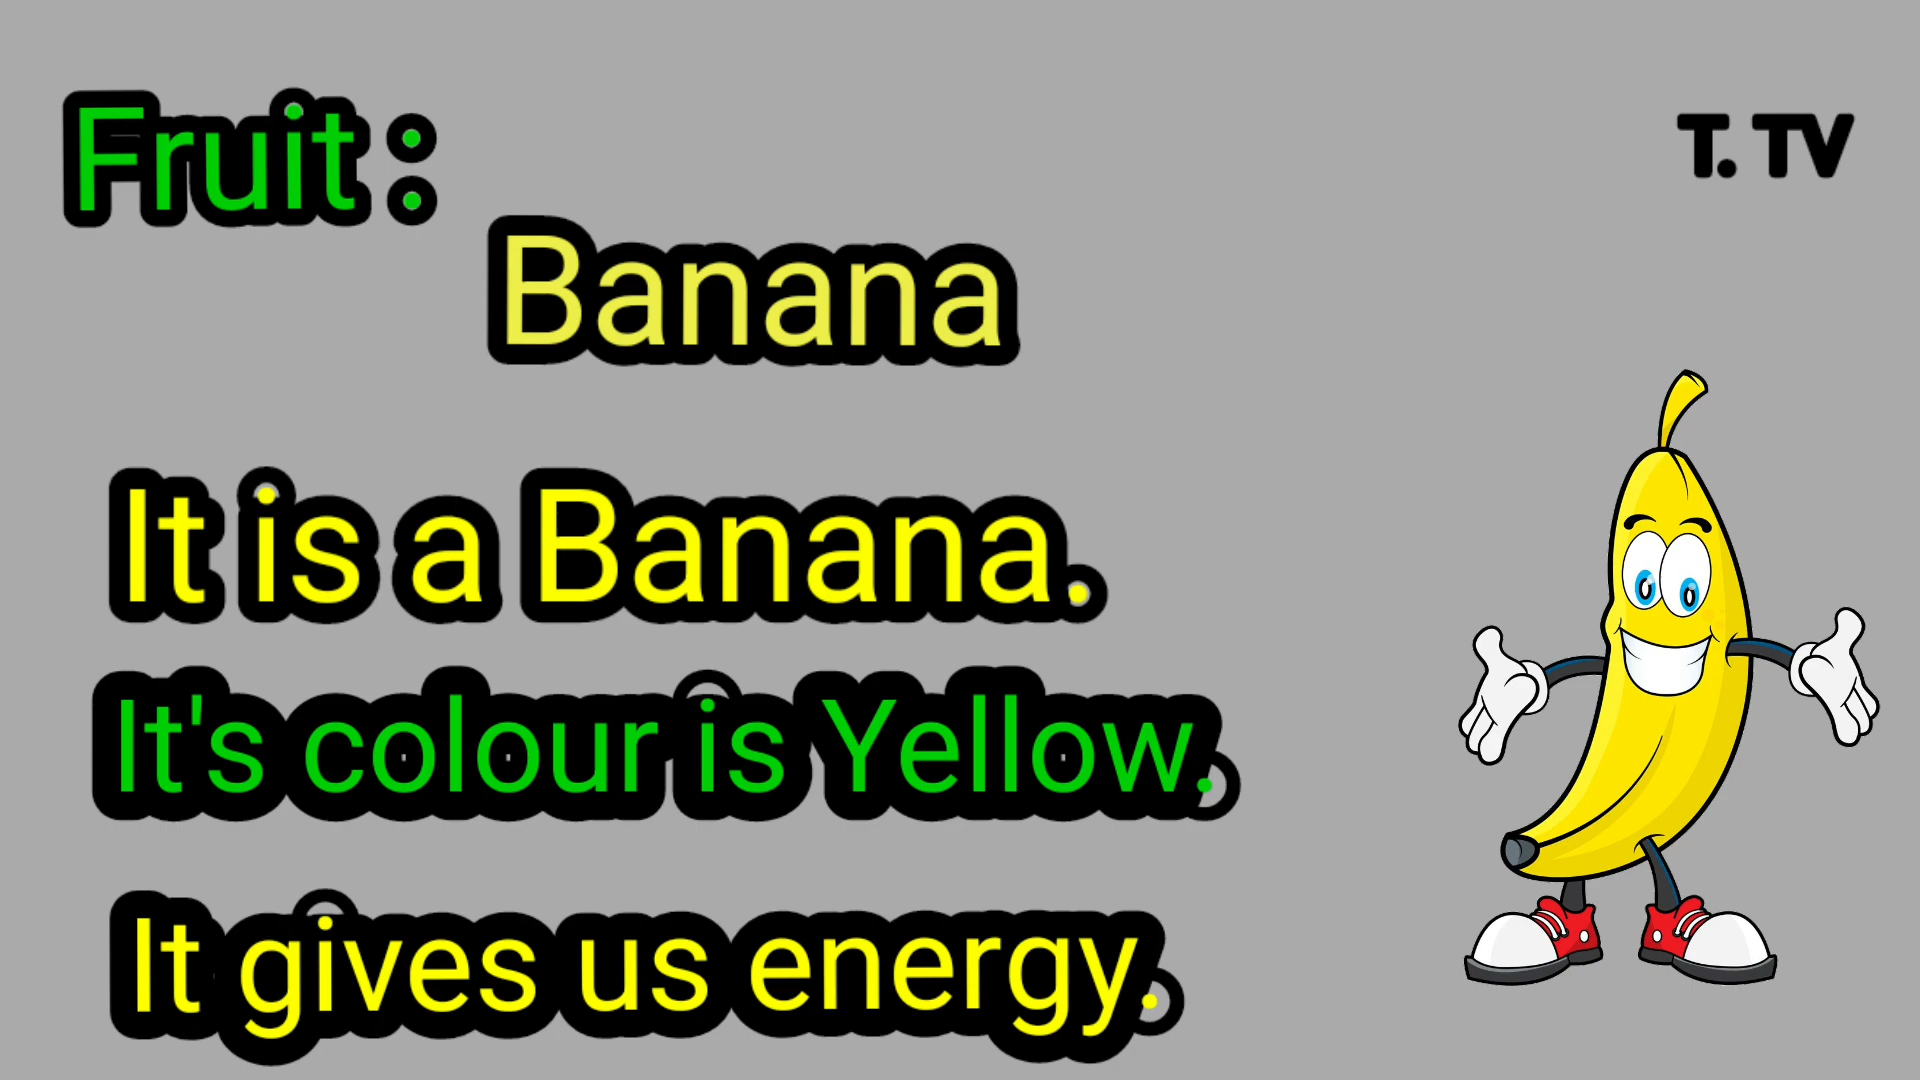 Fruit :
T. TV
Banana
It is a Banana.
It's colour is Yellow.
It gives us energy.